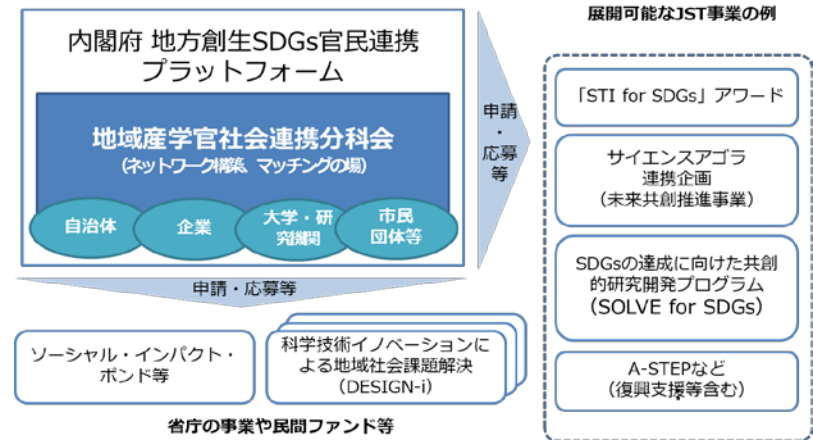 展開可能なJST事業の例
内閣府 地方創生SDGs官民連携
プラットフォーム
地域産学官社会連携分科会
(ネットワーク構築、マッチングの場)
自治体
企業
大学・研
究機関
市民
団体等
申請
・
応募
等
「STI for SDGs」アワード
サイエンスアゴラ
連携企画
(未来共創推進事業)
SDGsの達成に向けた共創
的研究開発プログラム
(SOLVE for SDGs)
A-STEPなど
(復興支援等含む)
申請・応募等
ソーシャル・インパクト・
ボンド等
科学技術イノベーションに
よる地域社会課題解決
(DESIGN-i)
省庁の事業や民間ファンド等